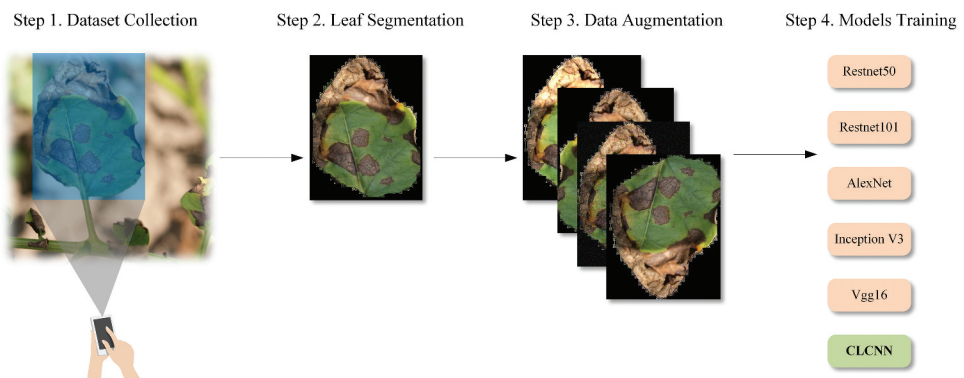 Step 1. Dataset Collection
Step 2. Leaf Segmentation
Step 3. Data Augmentation
Step 4. Models Training
Restnet50
Restnet101
AlexNet
Inception V3
Vgg16
CLCNN